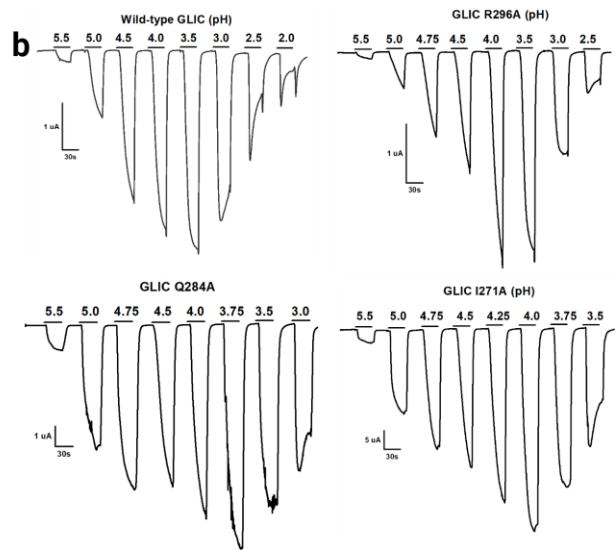 b
Wild-type GLIC (pH)
5.5 5.0 4.5 4.0 3.5 3.0 2.5 2.0
1 uA
30s
GLIC R296A (pH)
5.5 5.0 4.75 4.5 4.0 3.5 3.0 2.5
1 uA
30s
GLIC Q284A
5.5 5.0 4.75 4.5 4.0 3.75 3.5 3.0
1 uA
30s
GLIC I271A (pH)
5.5 5.0 4.75 4.5 4.25 4.0 3.75 3.5
5 uA
30s